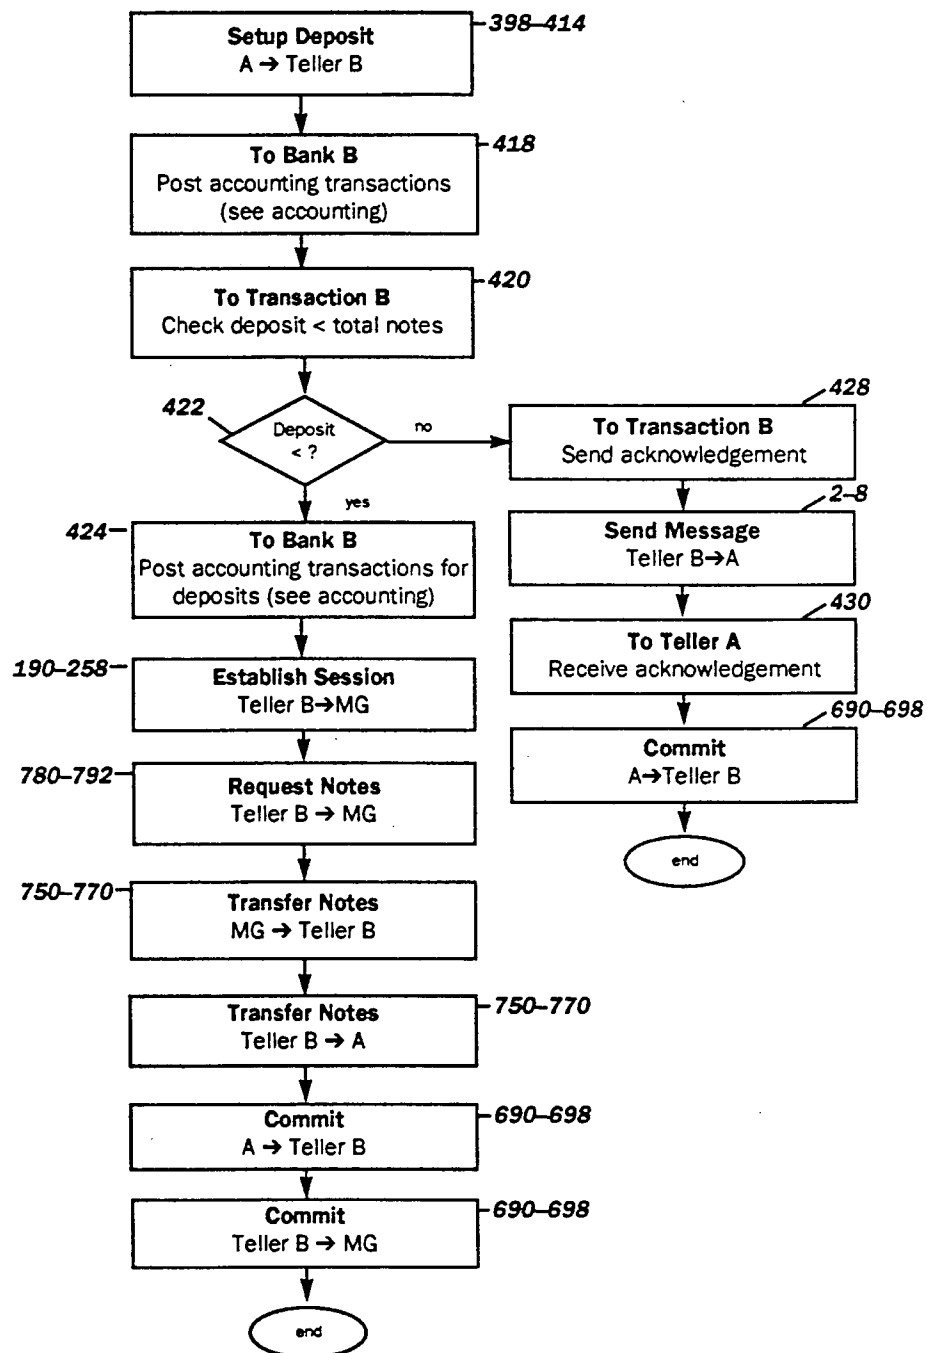 Setup Deposit
A → Teller B
398–414
To Bank B
Post accounting transactions
(see accounting)
418
To Transaction B
Check deposit < total notes
420
422
Deposit
< ?
no
yes
428
To Transaction B
Send acknowledgement
2–8
Send Message
Teller B→A
430
To Teller A
Receive acknowledgement
690–698
Commit
A→Teller B
end
424
To Bank B
Post accounting transactions for
deposits (see accounting)
190–258
Establish Session
Teller B→MG
780–792
Request Notes
Teller B → MG
750–770
Transfer Notes
MG → Teller B
Transfer Notes
Teller B → A
750–770
Commit
A → Teller B
690–698
Commit
Teller B → MG
690–698
end